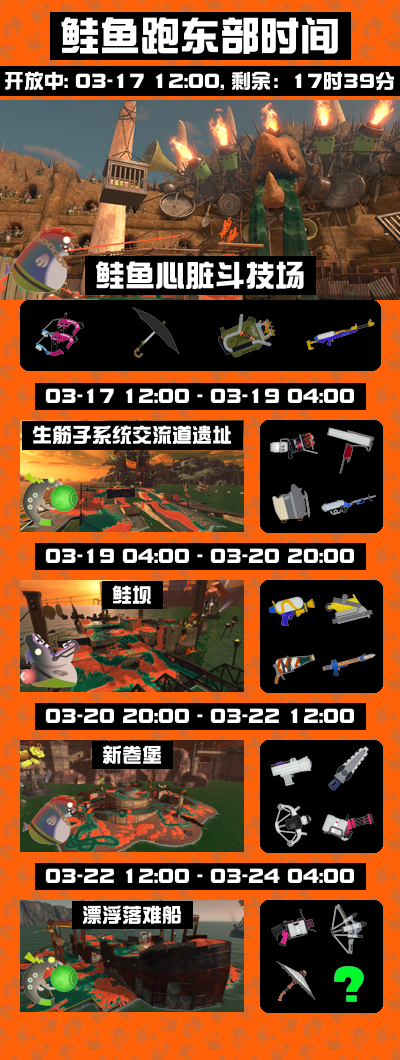 鲑鱼跑东部时间
开放中: 03-17 12:00, 剩余：17时39分
鲑鱼心脏斗技场
03-17 12:00 - 03-19 04:00
生筋子系统交流道遗址
03-19 04:00 - 03-20 20:00
鲑坝
03-20 20:00 - 03-22 12:00
新卷堡
03-22 12:00 - 03-24 04:00
漂浮落难船
?